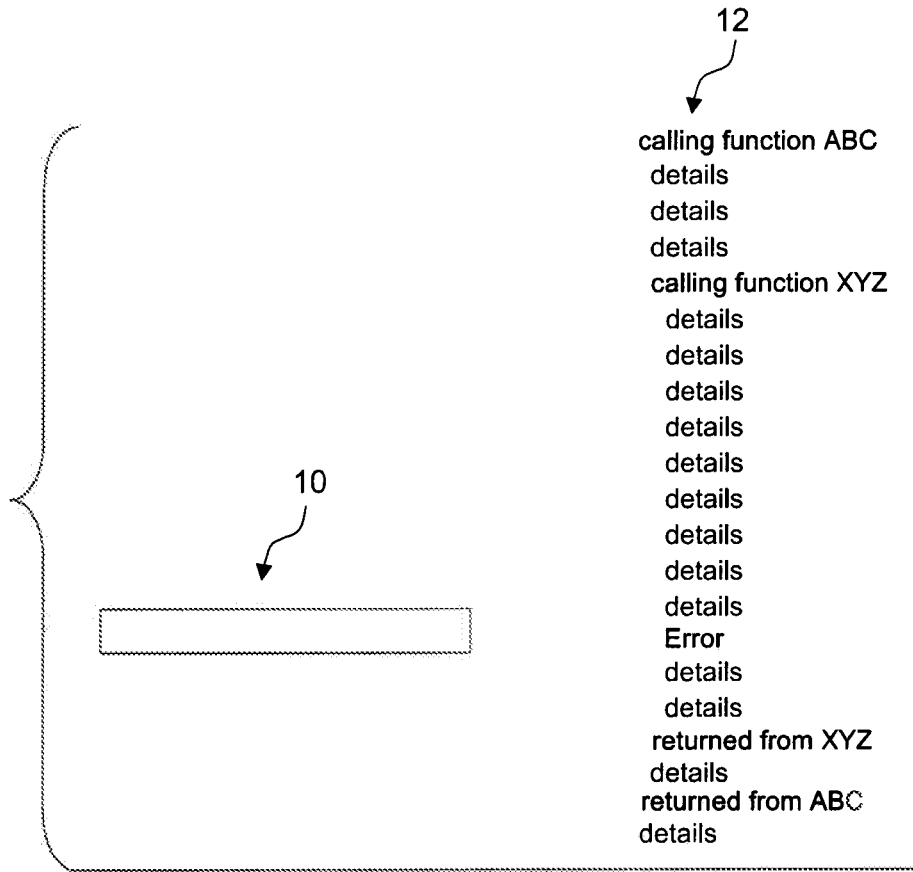 12
calling function ABC
details
details
details
calling function XYZ
details
details
details
details
details
details
details
details
details
10
Error
details
details
returned from XYZ
details
returned from ABC
details